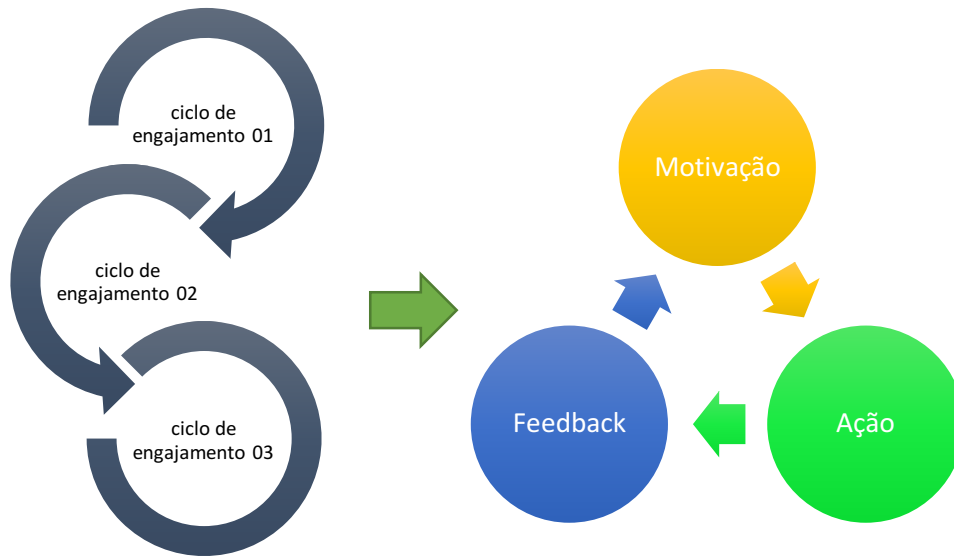 ciclo de
engajamento 01
ciclo de
engajamento 02
ciclo de
engajamento 03
Motivação
Feedback
Ação